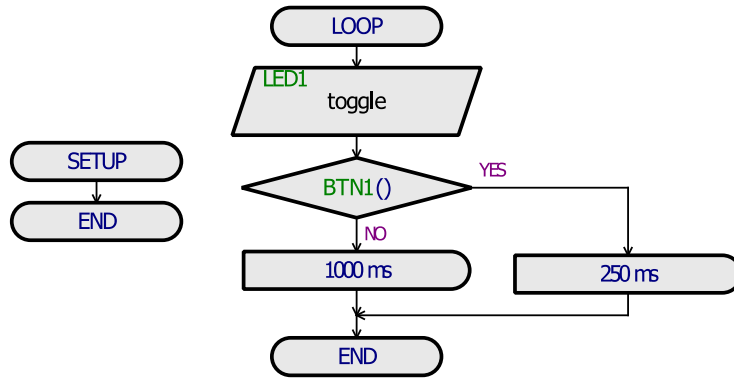 LOOP
LED1
toggle
SETUP
BTN1()
YES
END
NO
1000 ms
250 ms
END